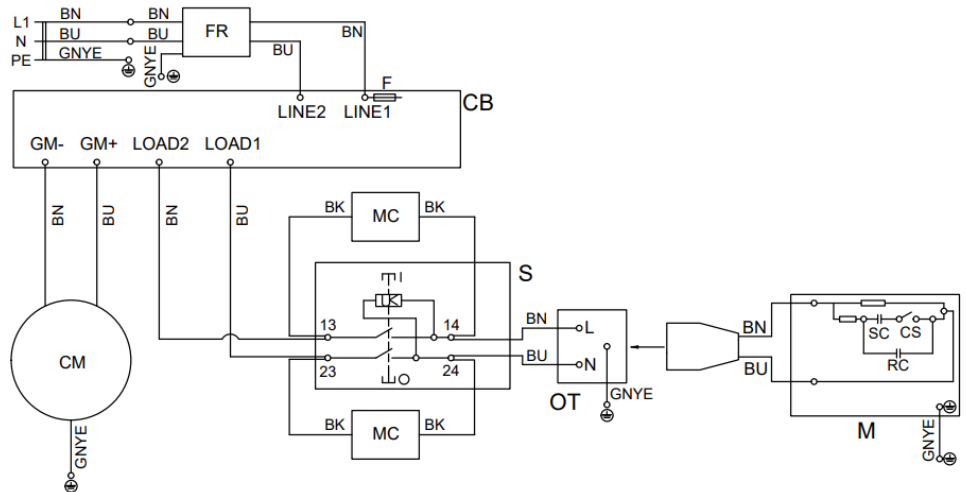 L1 BN BN
N BU BU FR BN
PE GNYE BU
GNYE
F
LINE2 LINE1 CB
GM- GM+ LOAD2 LOAD1
BN BU BN BU
BK MC BK
S
I
U<
13 14
23 24
O
BK MC BK
CM
GNYE
BN L
BU N
OT GNYE
BN
BU
SC CS
RC
M
GNYE